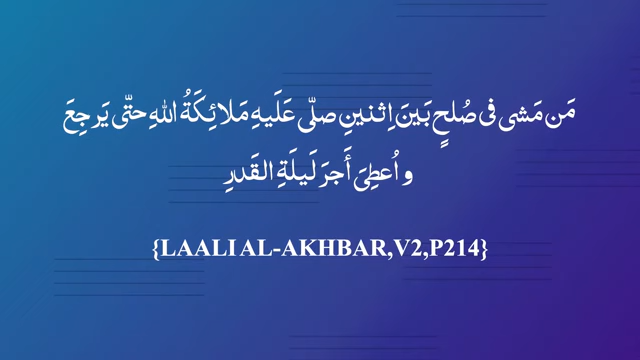 مَن مَشی فی صُلحٍ بَینَ اِثنینِ صلّی عَلَیهِ مَلائِکَةُ اللهِ حتّی یَرجِعَ
و اُعطِیَ أَجرَ لَیلَةِ القَدرِ
{LAALI AL-AKHBAR,V2,P214}